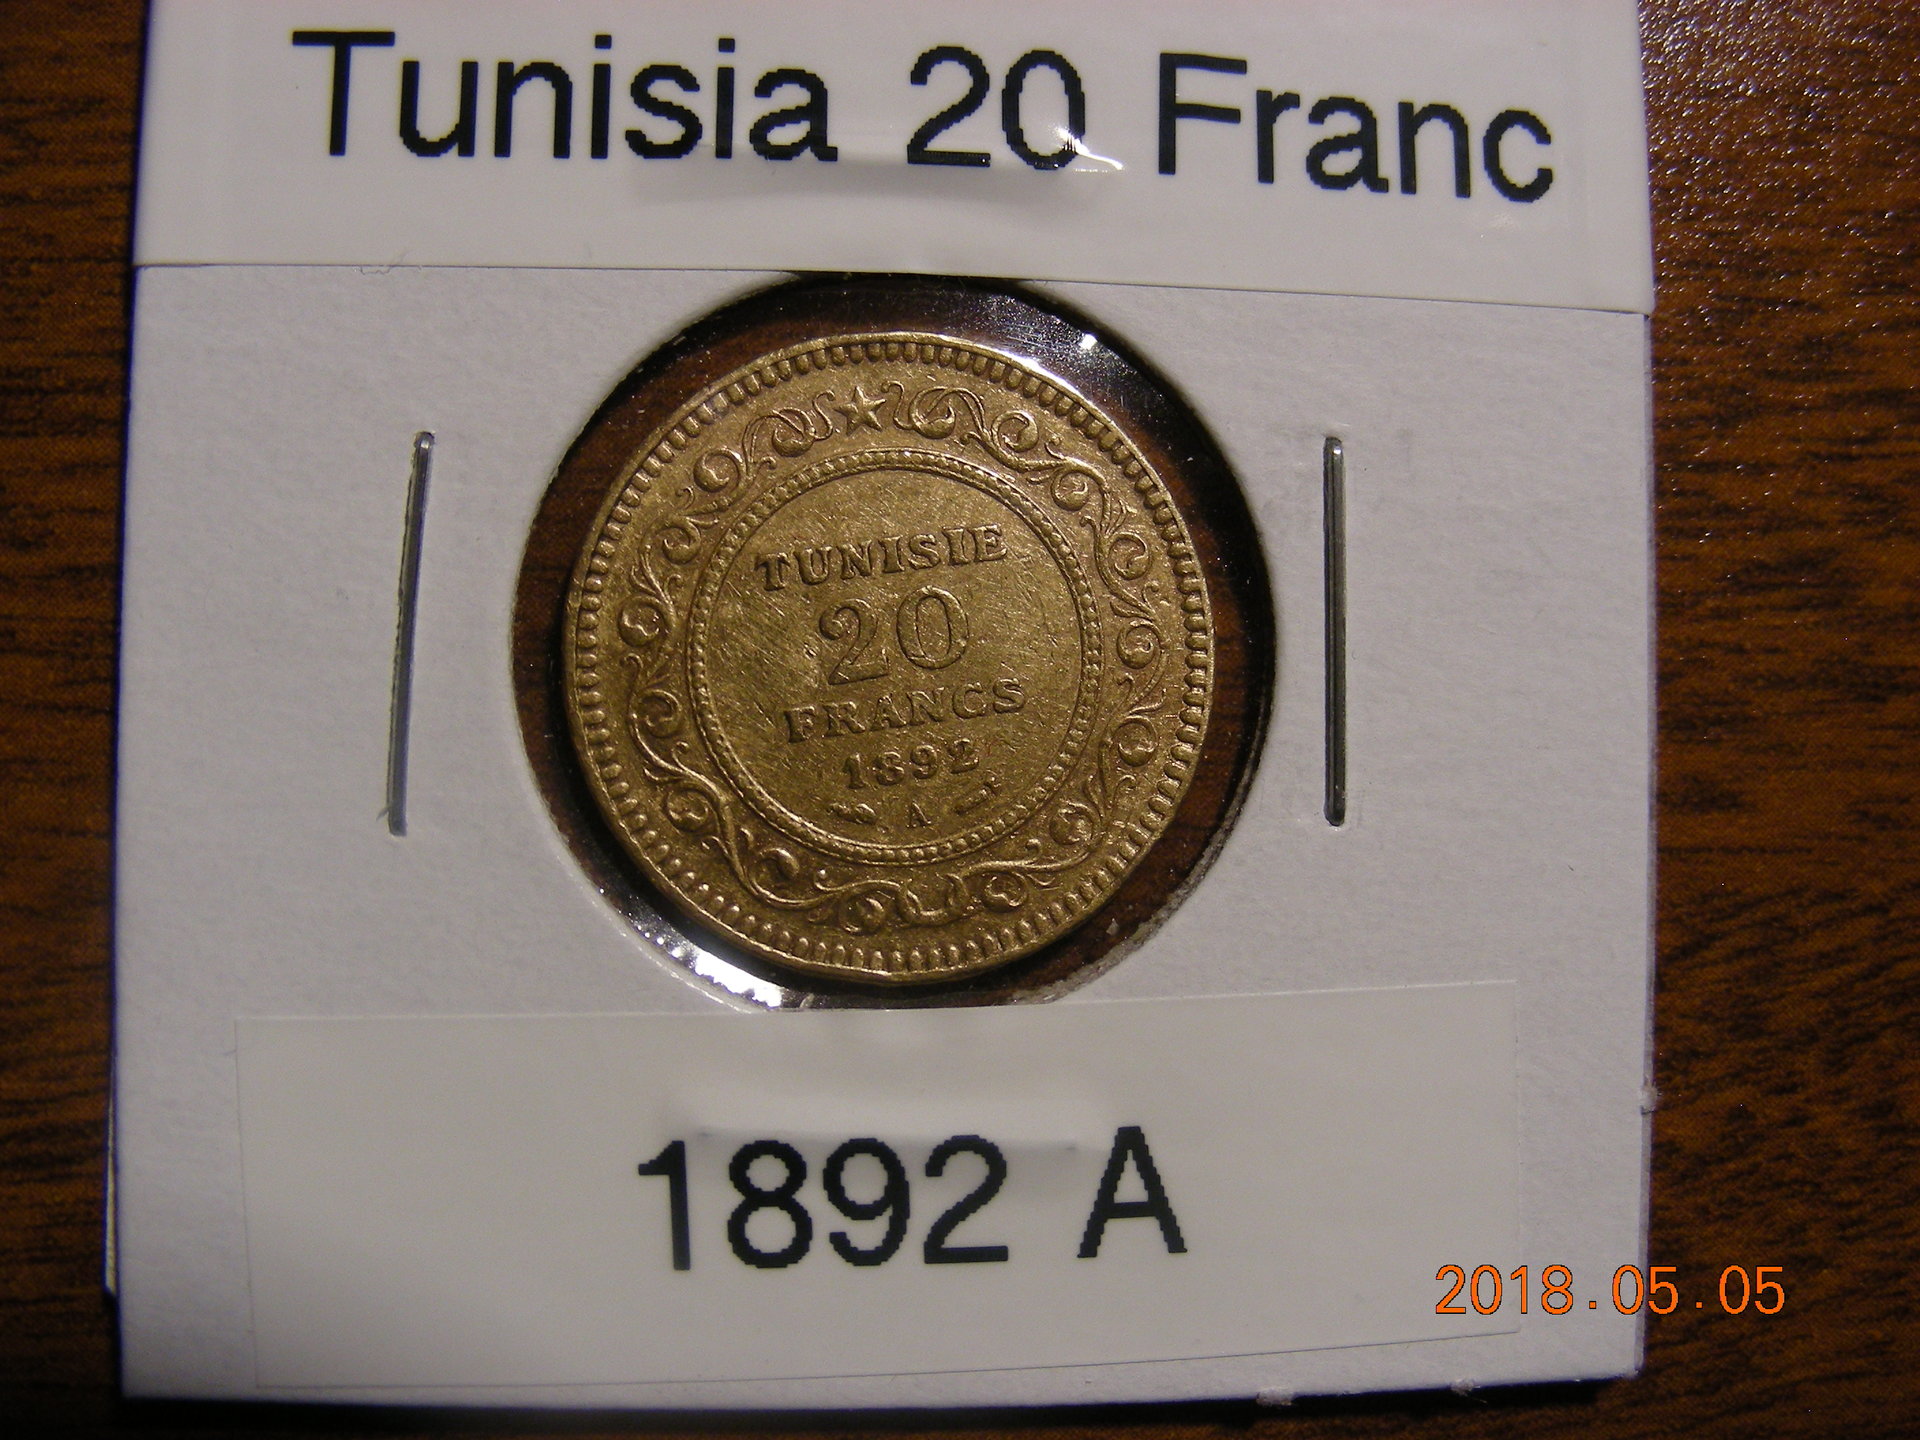 Tunisia 20 Franc
TUNISIE
20
FRANCS
1892
A
1892 A
2018.05.05